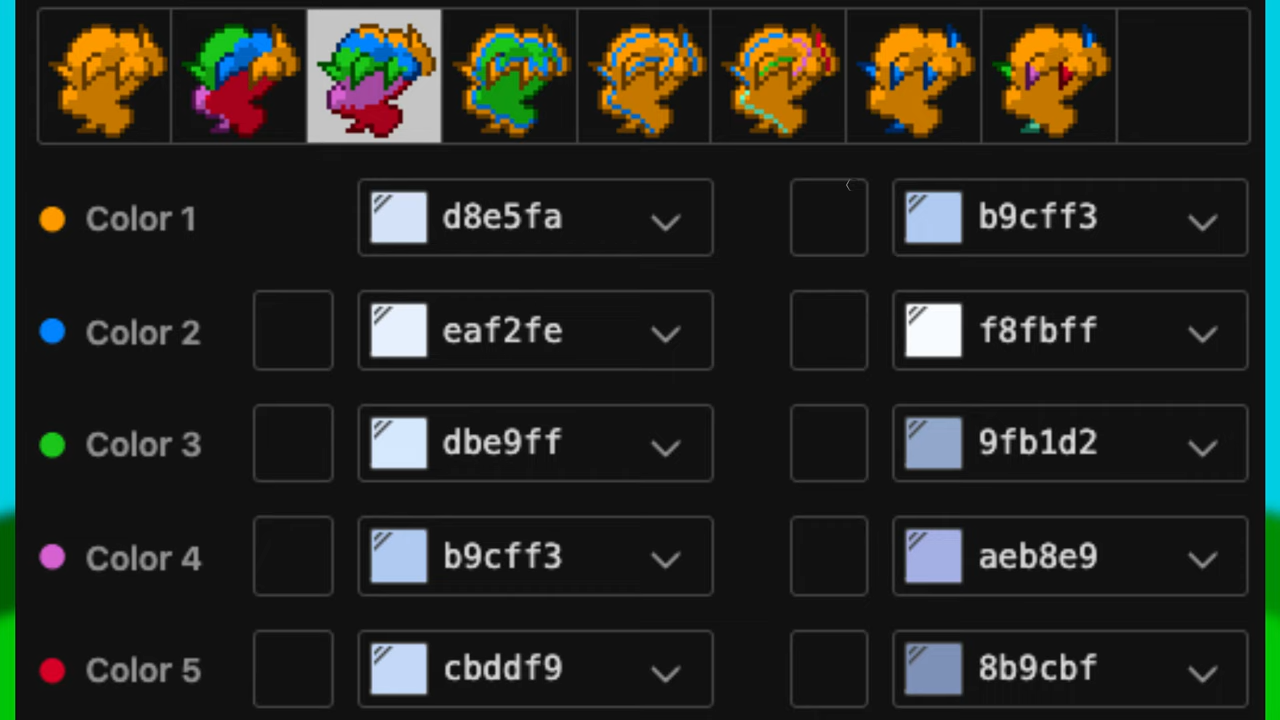 Color 1 d8e5fa b9cff3
Color 2 eaf2fe f8fbff
Color 3 dbe9ff 9fb1d2
Color 4 b9cff3 aeb8e9
Color 5 cbddf9 8b9cbf